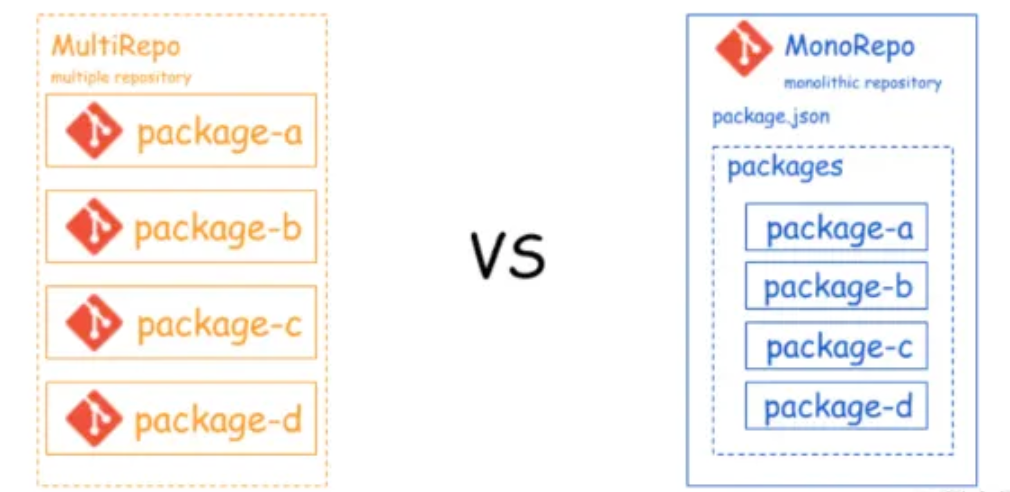 MultiRepo
multiple repository
package-a
package-b
package-c
package-d
VS
MonoRepo
monolithic repository
package.json
packages
package-a
package-b
package-c
package-d